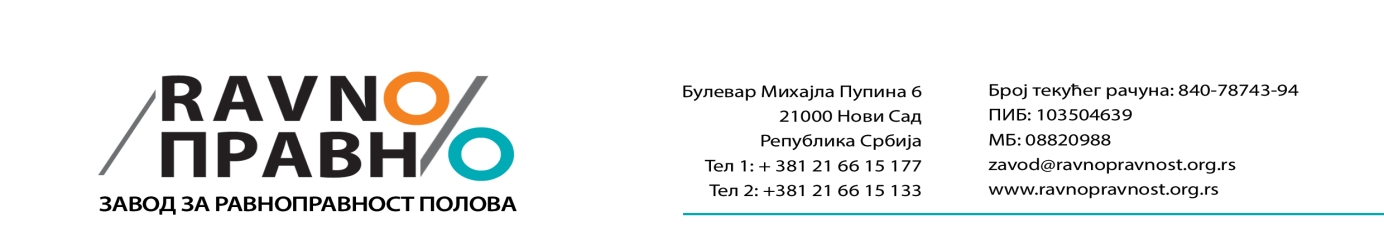 RAVNO
ПРАВНО
ЗАВОД ЗА РАВНОПРАВНОСТ ПОЛОВА
Булевар Михајла Пупина 6
21000 Нови Сад
Република Србија
Тел 1: + 381 21 66 15 177
Тел 2: +381 21 66 15 133
Број текућег рачуна: 840-78743-94
ПИБ: 103504639
МБ: 08820988
zavod@ravnopravnost.org.rs
www.ravnopravnost.org.rs